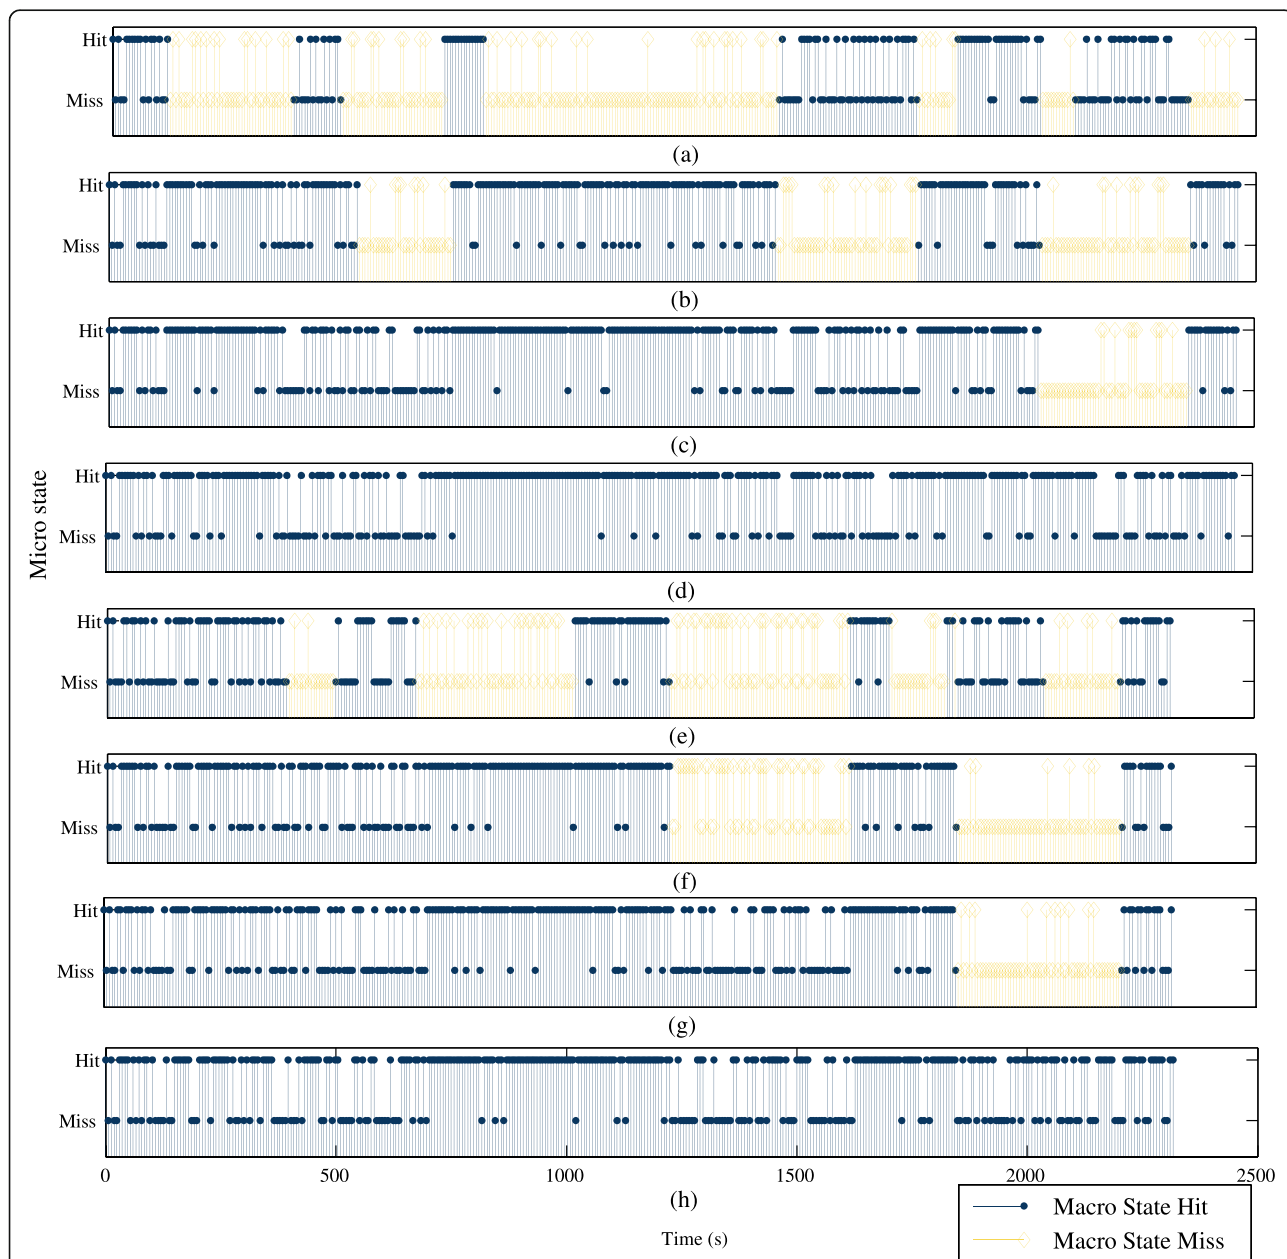 Hit
Miss
(a)
Hit
Miss
(b)
Hit
Miss
(c)
Micro state
Hit
Miss
(d)
Hit
Miss
(e)
Hit
Miss
(f)
Hit
Miss
(g)
Hit
Miss
0 500 1000 1500 2000 2500
(h)
Time (s)
Macro State Hit
Macro State Miss